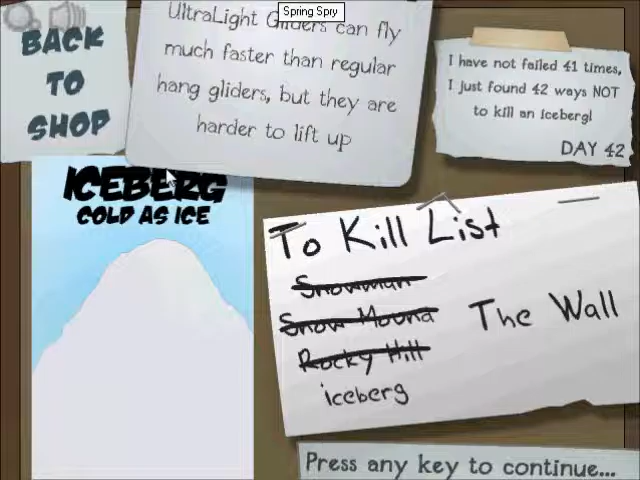 Spring Spry
BACK
TO
SHOP
UltraLight Gliders can fly
much faster than regular
hang gliders, but they are
harder to lift up
I have not failed 41 times,
I just found 42 ways NOT
to kill an iceberg!
DAY 42
ICEBERG
COLD AS ICE
To Kill List
Snowman
Snow Mound
Rocky Hill
iceberg
The Wall
Press any key to continue...